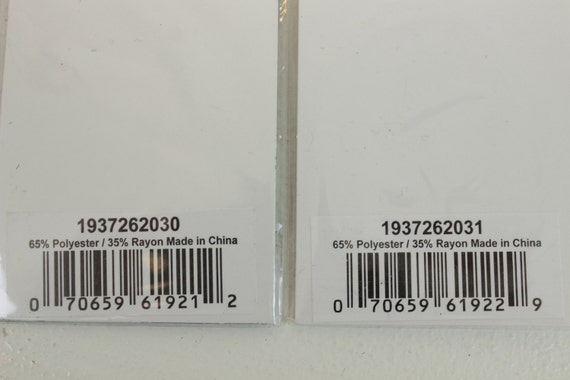 1937262030
65% Polyester / 35% Rayon Made in China
0 70659 61921 2
1937262031
65% Polyester / 35% Rayon Made in China
0 70659 61922 9